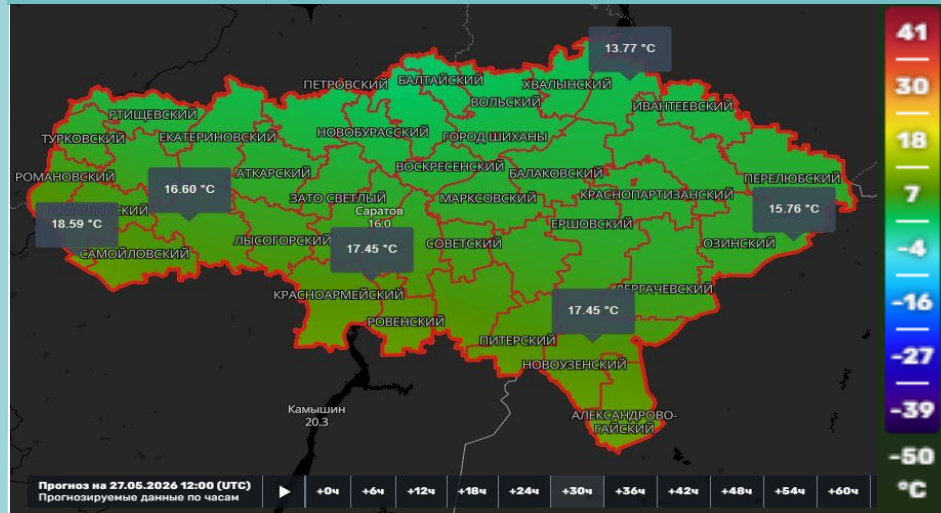 13.77 °C
41
ПЕТРОВСКИЙ
БАЛТАЙСКИЙ
ХВАЛЫНСКИЙ
30
ВОЛЬСКИЙ
ИВАНТЕЕВСКИЙ
РТИЩЕВСКИЙ
ТУРКОВСКИЙ
ЕКАТЕРИНОВСКИЙ
НОВОБУРАССКИЙ
ГОРОД ШИХАНЫ
18
РОМАНОВСКИЙ
АТКАРСКИЙ
ВОСКРЕСЕНСКИЙ
БАЛАКОВСКИЙ
ПЕРЕЛЮБСКИЙ
16.60 °C
ЗАТО СВЕТЛЫЙ
МАРКСОВСКИЙ
КРАСНОПАРТИЗАНСКИЙ
7
15.76 °C
Саратов
16.0
18.59 °C
ЕРШОВСКИЙ
ЛЫСОГОРСКИЙ
17.45 °C
СОВЕТСКИЙ
ОЗИНСКИЙ
-4
САМОЙЛОВСКИЙ
КРАСНОАРМЕЙСКИЙ
ДЕРГАЧЕВСКИЙ
-16
17.45 °C
РОВЕНСКИЙ
ПИТЕРСКИЙ
-27
НОВОУЗЕНСКИЙ
Камышин
20.3
АЛЕКСАНДРОВО-
ГАЙСКИЙ
-39
-50
°C
Прогноз на 27.05.2026 12:00 (UTC)
Прогнозируемые данные по часам
+0ч +6ч +12ч +18ч +24ч +30ч +36ч +42ч +48ч +54ч +60ч